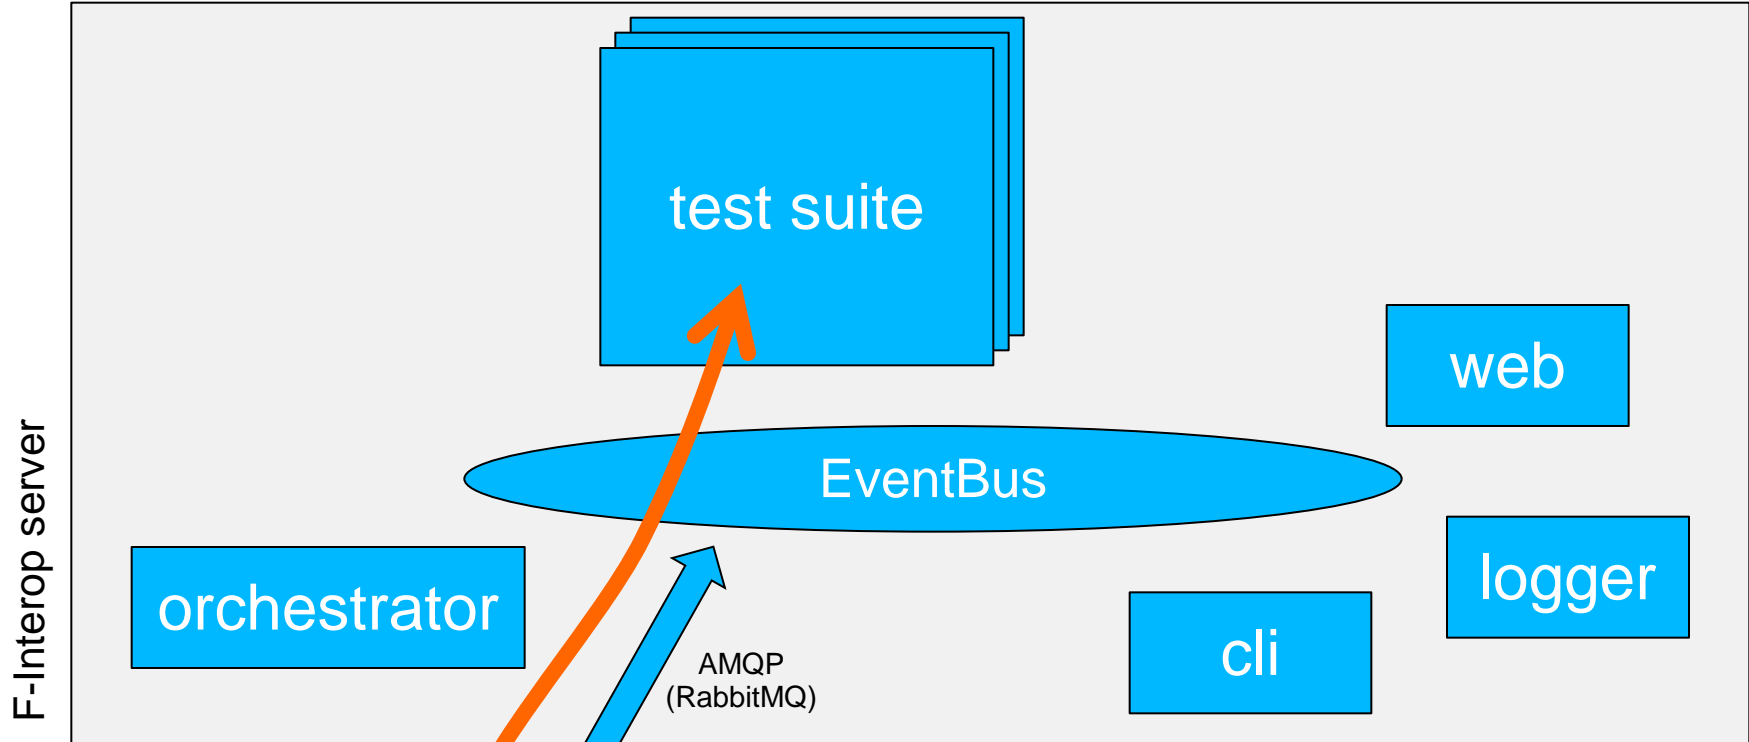 test suite
web
EventBus
F-Interop server
logger
orchestrator
cli
AMQP
(RabbitMQ)